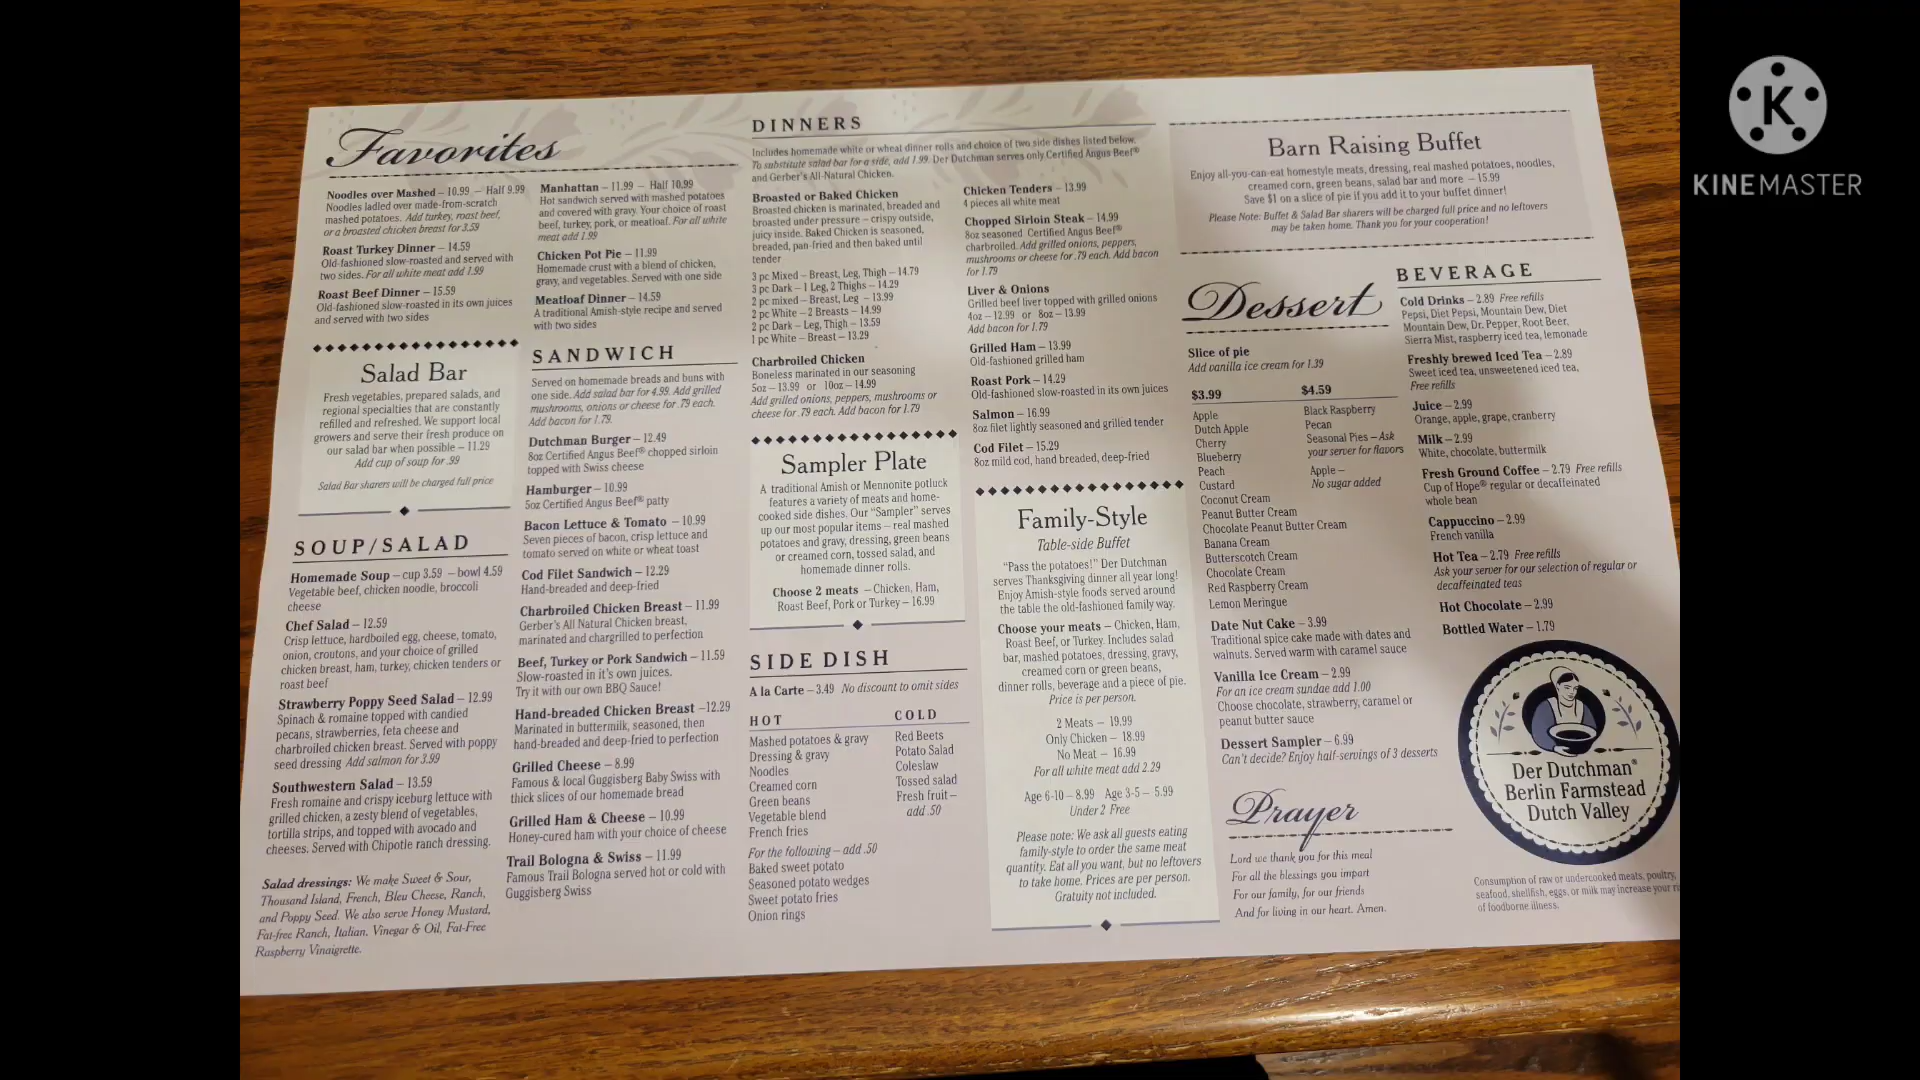 Favorites
Noodles over Mashed – 10.99 – Half 9.99
Noodles ladled over made-from-scratch
mashed potatoes. Add turkey, roast beef,
or a broasted chicken breast for 3.59
Roast Turkey Dinner – 14.59
Old-fashioned slow-roasted and served with
two sides. For all white meat add 1.99
Roast Beef Dinner – 15.59
Old-fashioned slow-roasted in its own juices
and served with two sides
Manhattan – 11.99 – Half 10.99
Hot sandwich served with mashed potatoes
and covered with gravy. Your choice of roast
beef, turkey, pork, or meatloaf. For all white
meat add 1.99
Chicken Pot Pie – 11.99
Homemade crust with a blend of chicken,
gravy, and vegetables. Served with one side
Meatloaf Dinner – 14.59
A traditional Amish-style recipe and served
with two sides
Salad Bar
Fresh vegetables, prepared salads, and
regional specialties that are constantly
refilled and refreshed. We support local
growers and serve their fresh produce on
our salad bar when possible – 11.29
Add cup of soup for .99
Salad Bar sharers will be charged full price
SOUP/SALAD
Homemade Soup – cup 3.59 – bowl 4.59
Vegetable beef, chicken noodle, broccoli
cheese
Chef Salad – 12.59
Crisp lettuce, hardboiled egg, cheese, tomato,
onion, croutons, and your choice of grilled
chicken breast, ham, turkey, chicken tenders or
roast beef
Strawberry Poppy Seed Salad – 12.99
Spinach & romaine topped with candied
pecans, strawberries, feta cheese and
charbroiled chicken breast. Served with poppy
seed dressing Add salmon for 3.99
Southwestern Salad – 13.59
Fresh romaine and crispy iceburg lettuce with
grilled chicken, a zesty blend of vegetables,
tortilla strips, and topped with avocado and
cheeses. Served with Chipotle ranch dressing.
Salad dressings: We make Sweet & Sour,
Thousand Island, French, Bleu Cheese, Ranch,
and Poppy Seed. We also serve Honey Mustard,
Fat-free Ranch, Italian, Vinegar & Oil, Fat-Free
Raspberry Vinaigrette.
SANDWICH
Served on homemade breads and buns with
one side. Add salad bar for 4.99. Add grilled
mushrooms, onions or cheese for .79 each.
Add bacon for 1.79.
Dutchman Burger – 12.49
8oz Certified Angus Beef® chopped sirloin
topped with Swiss cheese
Hamburger – 10.99
5oz Certified Angus Beef® patty
Bacon Lettuce & Tomato – 10.99
Seven pieces of bacon, crisp lettuce and
tomato served on white or wheat toast
Cod Filet Sandwich – 12.29
Hand-breaded and deep-fried
Charbroiled Chicken Breast – 11.99
Gerber's All Natural Chicken breast,
marinated and chargrilled to perfection
Beef, Turkey or Pork Sandwich – 11.59
Slow-roasted in it's own juices.
Try it with our own BBQ Sauce!
Hand-breaded Chicken Breast –12.29
Marinated in buttermilk, seasoned, then
hand-breaded and deep-fried to perfection
Grilled Cheese – 8.99
Famous & local Guggisberg Baby Swiss with
thick slices of our homemade bread
Grilled Ham & Cheese – 10.99
Honey-cured ham with your choice of cheese
Trail Bologna & Swiss – 11.99
Famous Trail Bologna served hot or cold with
Guggisberg Swiss
DINNERS
Includes homemade white or wheat dinner rolls and choice of two side dishes listed below.
To substitute salad bar for a side, add 1.99. Der Dutchman serves only Certified Angus Beef®
and Gerber's All-Natural Chicken.
Broasted or Baked Chicken
Broasted chicken is marinated, breaded and
broasted under pressure – crispy outside,
juicy inside. Baked Chicken is seasoned,
breaded, pan-fried and then baked until
tender
3 pc Mixed – Breast, Leg, Thigh – 14.79
3 pc Dark – 1 Leg, 2 Thighs – 14.29
2 pc mixed – Breast, Leg – 13.99
2 pc White – 2 Breasts – 14.99
2 pc Dark – Leg, Thigh – 13.59
1 pc White – Breast – 13.29
Charbroiled Chicken
Boneless marinated in our seasoning
5oz – 13.99 or 10oz – 14.99
Add grilled onions, peppers, mushrooms or
cheese for .79 each. Add bacon for 1.79
Chicken Tenders – 13.99
4 pieces all white meat
Chopped Sirloin Steak – 14.99
8oz seasoned Certified Angus Beef®
charbroiled. Add grilled onions, peppers,
mushrooms or cheese for .79 each. Add bacon
for 1.79
Liver & Onions
Grilled beef liver topped with grilled onions
4oz – 12.99 or 8oz – 13.99
Add bacon for 1.79
Grilled Ham – 13.99
Old-fashioned grilled ham
Roast Pork – 14.29
Old-fashioned slow-roasted in its own juices
Salmon – 16.99
8oz filet lightly seasoned and grilled tender
Cod Filet – 15.29
8oz mild cod, hand breaded, deep-fried
Sampler Plate
A traditional Amish or Mennonite potluck
features a variety of meats and home-
cooked side dishes. Our "Sampler" serves
up our most popular items – real mashed
potatoes and gravy, dressing, green beans
or creamed corn, tossed salad, and
homemade dinner rolls.
Choose 2 meats – Chicken, Ham,
Roast Beef, Pork or Turkey – 16.99
SIDE DISH
A la Carte – 3.49 No discount to omit sides
HOT
Mashed potatoes & gravy
Dressing & gravy
Noodles
Creamed corn
Green beans
Vegetable blend
French fries
For the following – add .50
Baked sweet potato
Seasoned potato wedges
Sweet potato fries
Onion rings
COLD
Red Beets
Potato Salad
Coleslaw
Tossed salad
Fresh fruit –
add .50
Family-Style
Table-side Buffet
"Pass the potatoes!" Der Dutchman
serves Thanksgiving dinner all year long!
Enjoy Amish-style foods served around
the table the old-fashioned family way.
Choose your meats – Chicken, Ham,
Roast Beef, or Turkey. Includes salad
bar, mashed potatoes, dressing, gravy,
creamed corn or green beans,
dinner rolls, beverage and a piece of pie.
Price is per person.
2 Meats – 19.99
Only Chicken – 18.99
No Meat – 16.99
For all white meat add 2.29
Age 6-10 – 8.99 Age 3-5 – 5.99
Under 2 Free
Please note: We ask all guests eating
family-style to order the same meat
quantity. Eat all you want, but no leftovers
to take home. Prices are per person.
Gratuity not included.
Barn Raising Buffet
Enjoy all-you-can-eat homestyle meats, dressing, real mashed potatoes, noodles,
creamed corn, green beans, salad bar and more – 15.99
Save $1 on a slice of pie if you add it to your buffet dinner!
Please Note: Buffet & Salad Bar sharers will be charged full price and no leftovers
may be taken home. Thank you for your cooperation!
Dessert
Slice of pie
Add vanilla ice cream for 1.39
$3.99
Apple
Dutch Apple
Cherry
Blueberry
Peach
Custard
Coconut Cream
Peanut Butter Cream
Chocolate Peanut Butter Cream
Banana Cream
Butterscotch Cream
Chocolate Cream
Red Raspberry Cream
Lemon Meringue
$4.59
Black Raspberry
Pecan
Seasonal Pies – Ask
your server for flavors
Apple –
No sugar added
Date Nut Cake – 3.99
Traditional spice cake made with dates and
walnuts. Served warm with caramel sauce
Vanilla Ice Cream – 2.99
For an ice cream sundae add 1.00
Choose chocolate, strawberry, caramel or
peanut butter sauce
Dessert Sampler – 6.99
Can't decide? Enjoy half-servings of 3 desserts
Prayer
Lord we thank you for this meal
For all the blessings you impart
For our family, for our friends
And for living in our heart. Amen.
BEVERAGE
Cold Drinks – 2.89 Free refills
Pepsi, Diet Pepsi, Mountain Dew, Diet
Mountain Dew, Dr. Pepper, Root Beer,
Sierra Mist, raspberry iced tea, lemonade
Freshly brewed Iced Tea – 2.89
Sweet iced tea, unsweetened iced tea,
Free refills
Juice – 2.99
Orange, apple, grape, cranberry
Milk – 2.99
White, chocolate, buttermilk
Fresh Ground Coffee – 2.79 Free refills
Cup of Hope® regular or decaffeinated
whole bean
Cappuccino – 2.99
French vanilla
Hot Tea – 2.79 Free refills
Ask your server for our selection of regular or
decaffeinated teas
Hot Chocolate – 2.99
Bottled Water – 1.79
Der Dutchman®
Berlin Farmstead
Dutch Valley
Consumption of raw or undercooked meats, poultry,
seafood, shellfish, eggs, or milk may increase your
of foodborne illness.
K
KINEMASTER